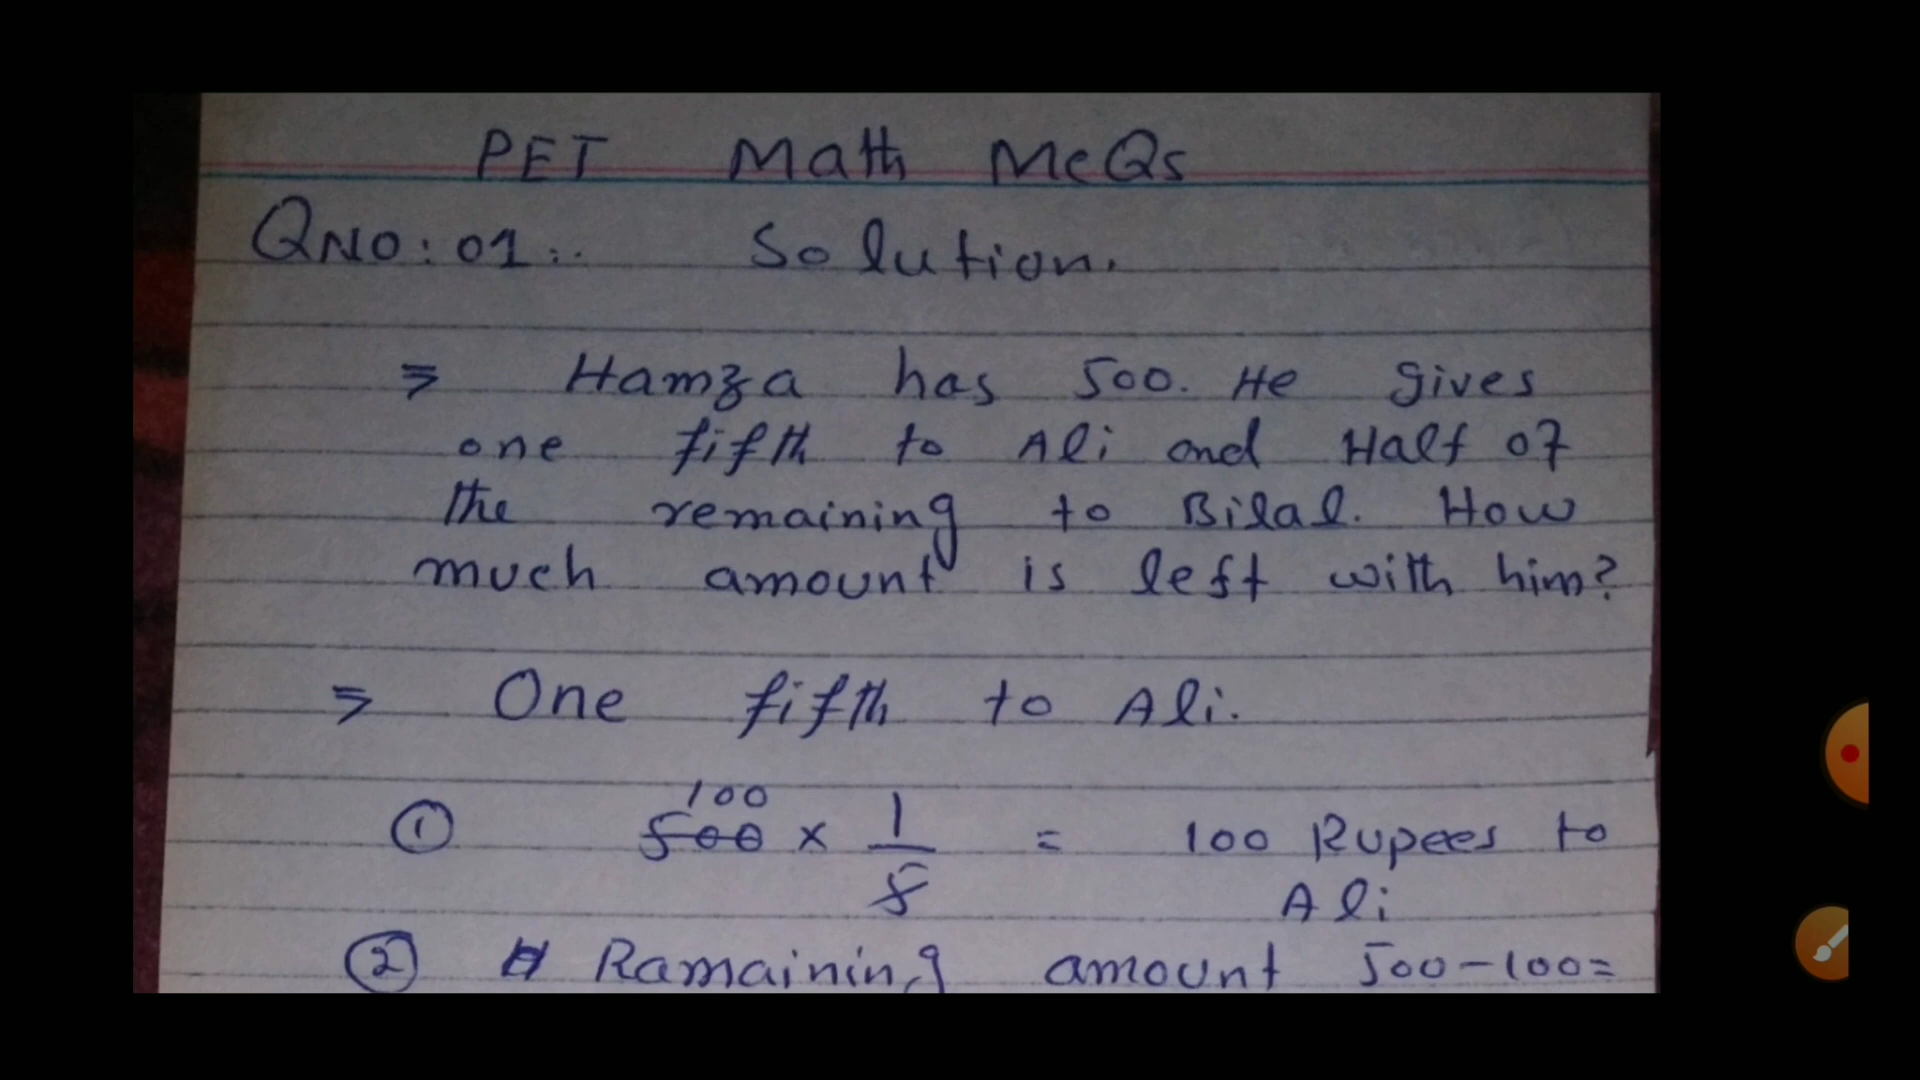 PET Math McQs
QNO:01:. Solution.
⇒ Hamza has 500. He gives
one fifth to Ali and Half of
the remaining to Bilal. How
much amount is left with him?
⇒ One fifth to Ali.
100
① 500 × 1/5 = 100 Rupees to
Ali
② Ramaining amount 500-100=